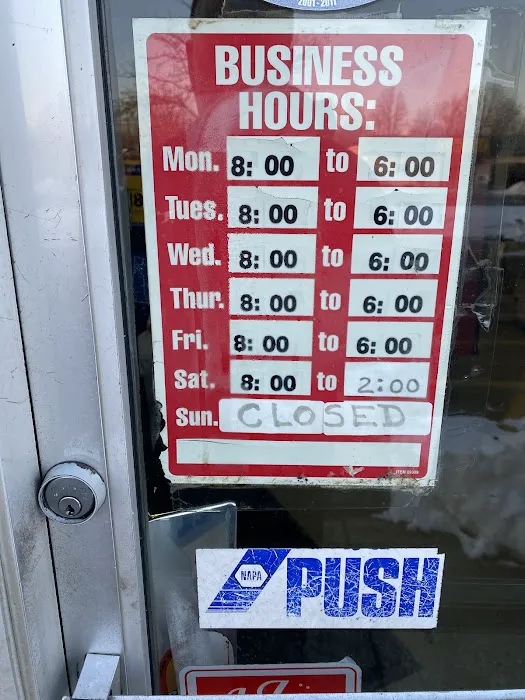 2001-2011
BUSINESS
HOURS:
Mon. 8: 00 to 6: 00
Tues. 8: 00 to 6: 00
Wed. 8: 00 to 6: 00
Thur. 8: 00 to 6: 00
Fri. 8: 00 to 6: 00
Sat. 8: 00 to 2:00
Sun. CLOSED
NAPA PUSH